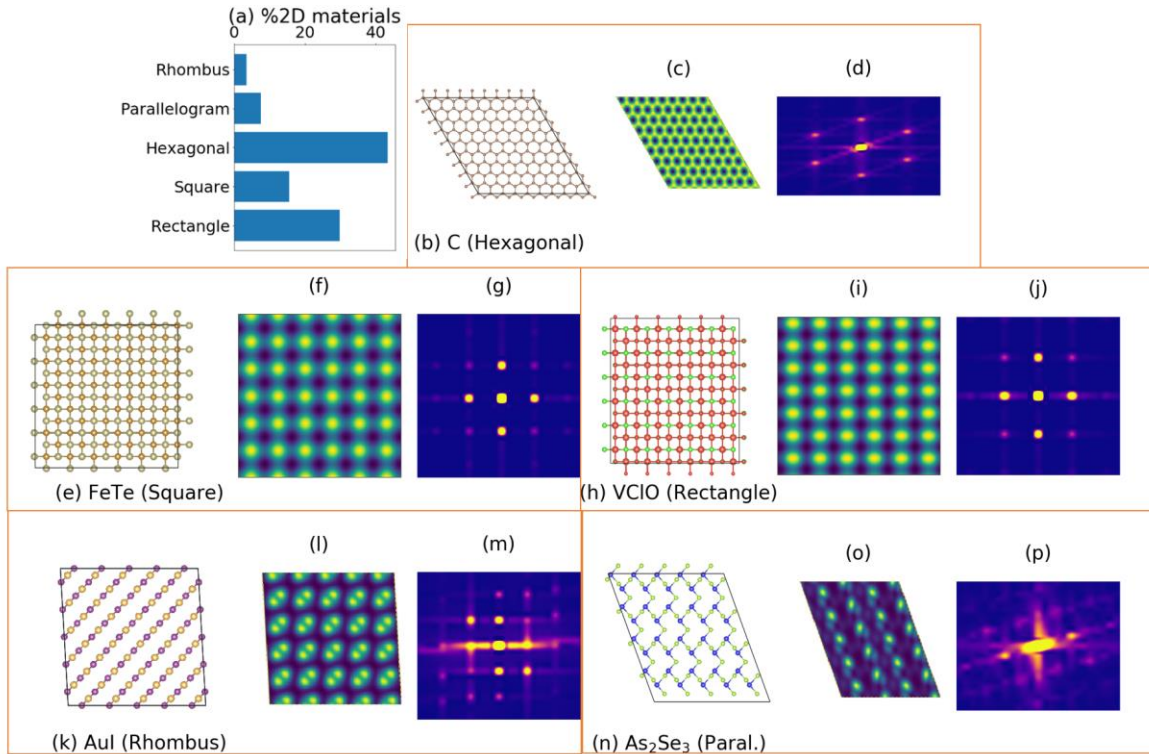 (a) %2D materials
0 20 40
Rhombus
Parallelogram
Hexagonal
Square
Rectangle
(c) (d)
(b) C (Hexagonal)
(f) (g)
(e) FeTe (Square)
(i) (j)
(h) VClO (Rectangle)
(l) (m)
(k) AuI (Rhombus)
(o) (p)
(n) As₂Se₃ (Paral.)